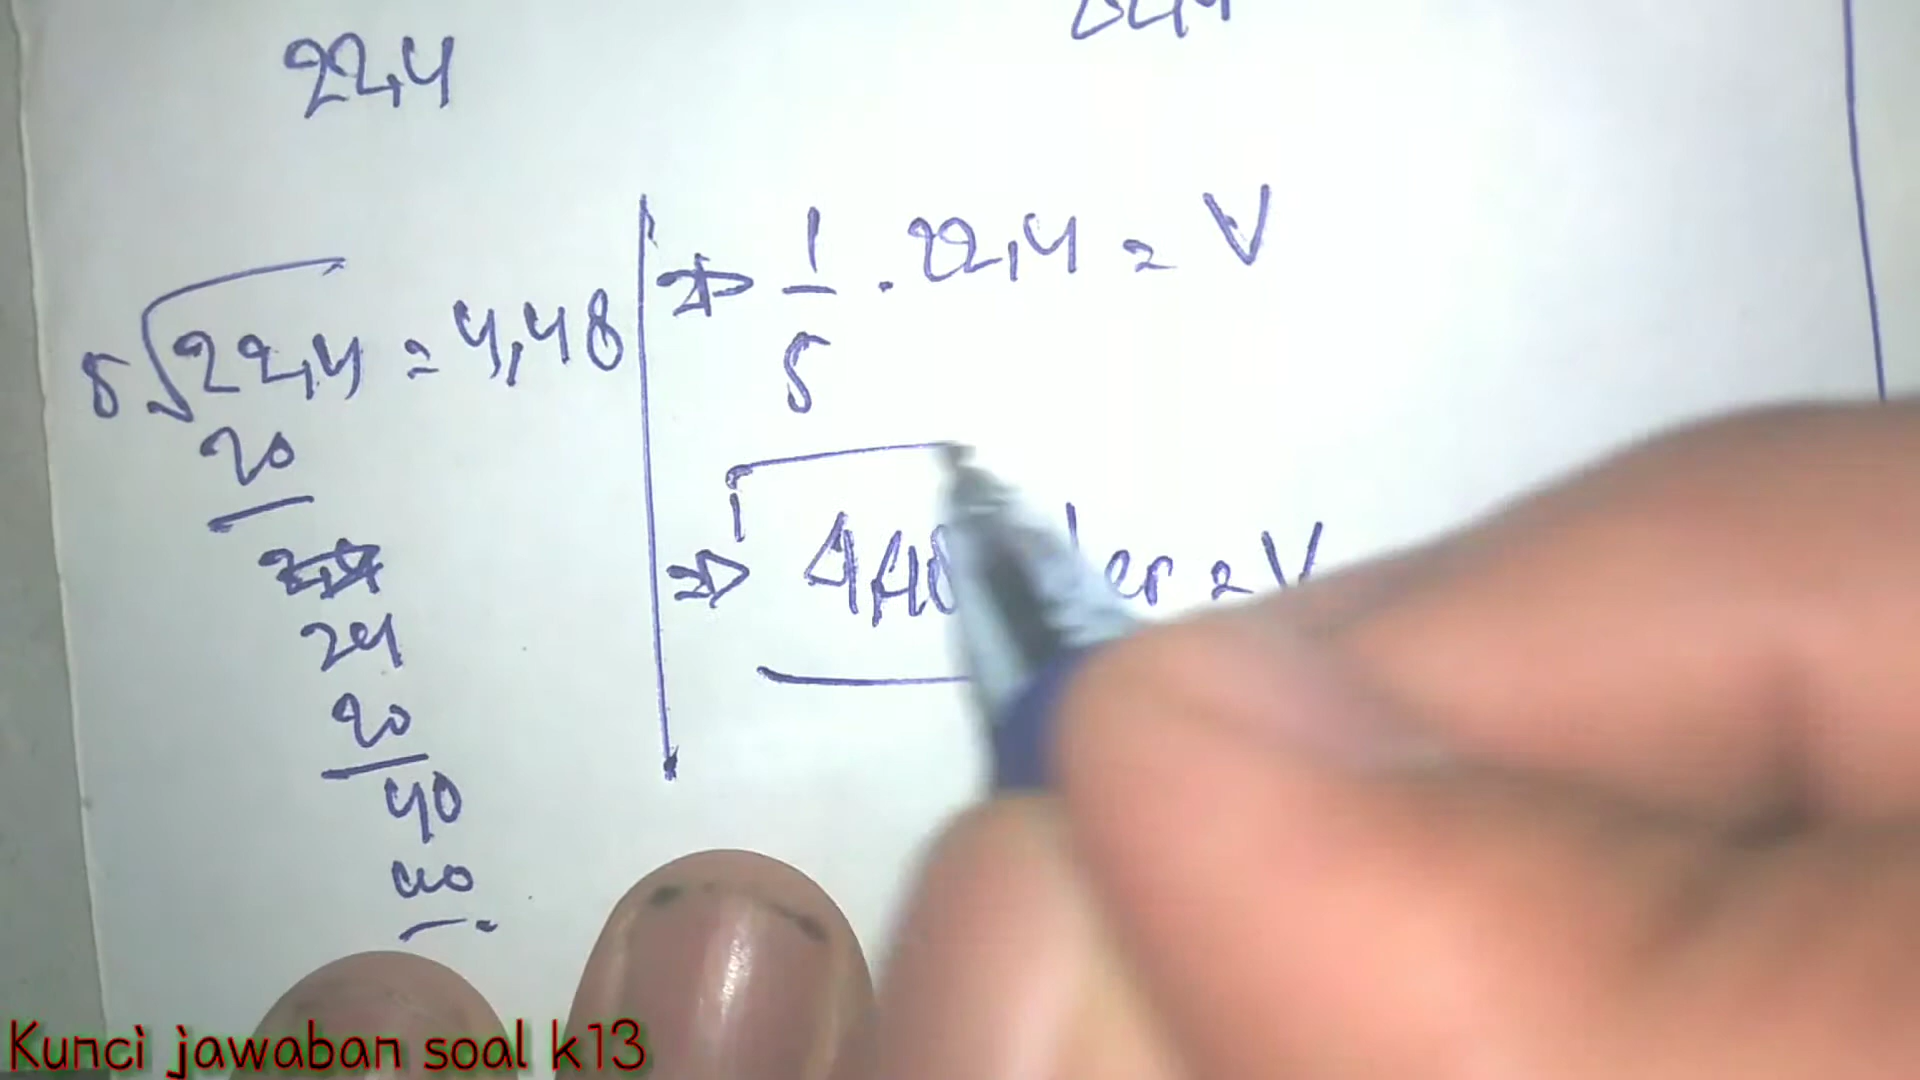 22,4
5√22,4 = 4,48
20
24
20
40
40
⇒ 1/5 . 22,4 = V
⇒ 4,48 = V
Kunci jawaban soal k13